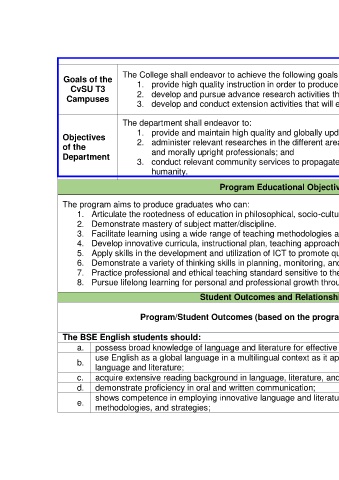 Goals of the
CvSU T3
Campuses
The College shall endeavor to achieve the following goals
1. provide high quality instruction in order to produce
2. develop and pursue advance research activities th
3. develop and conduct extension activities that will e
Objectives
of the
Department
The department shall endeavor to:
1. provide and maintain high quality and globally upd
2. administer relevant researches in the different area
and morally upright professionals; and
3. conduct relevant community services to propagate
humanity.
Program Educational Objectiv
The program aims to produce graduates who can:
1. Articulate the rootedness of education in philosophical, socio-cultu
2. Demonstrate mastery of subject matter/discipline.
3. Facilitate learning using a wide range of teaching methodologies a
4. Develop innovative curricula, instructional plan, teaching approach
5. Apply skills in the development and utilization of ICT to promote qu
6. Demonstrate a variety of thinking skills in planning, monitoring, and
7. Practice professional and ethical teaching standard sensitive to the
8. Pursue lifelong learning for personal and professional growth throu
Student Outcomes and Relationshi
Program/Student Outcomes (based on the progra
The BSE English students should:
a. possess broad knowledge of language and literature for effective
b. use English as a global language in a multilingual context as it ap
language and literature;
c. acquire extensive reading background in language, literature, and
d. demonstrate proficiency in oral and written communication;
e. shows competence in employing innovative language and literatu
methodologies, and strategies;